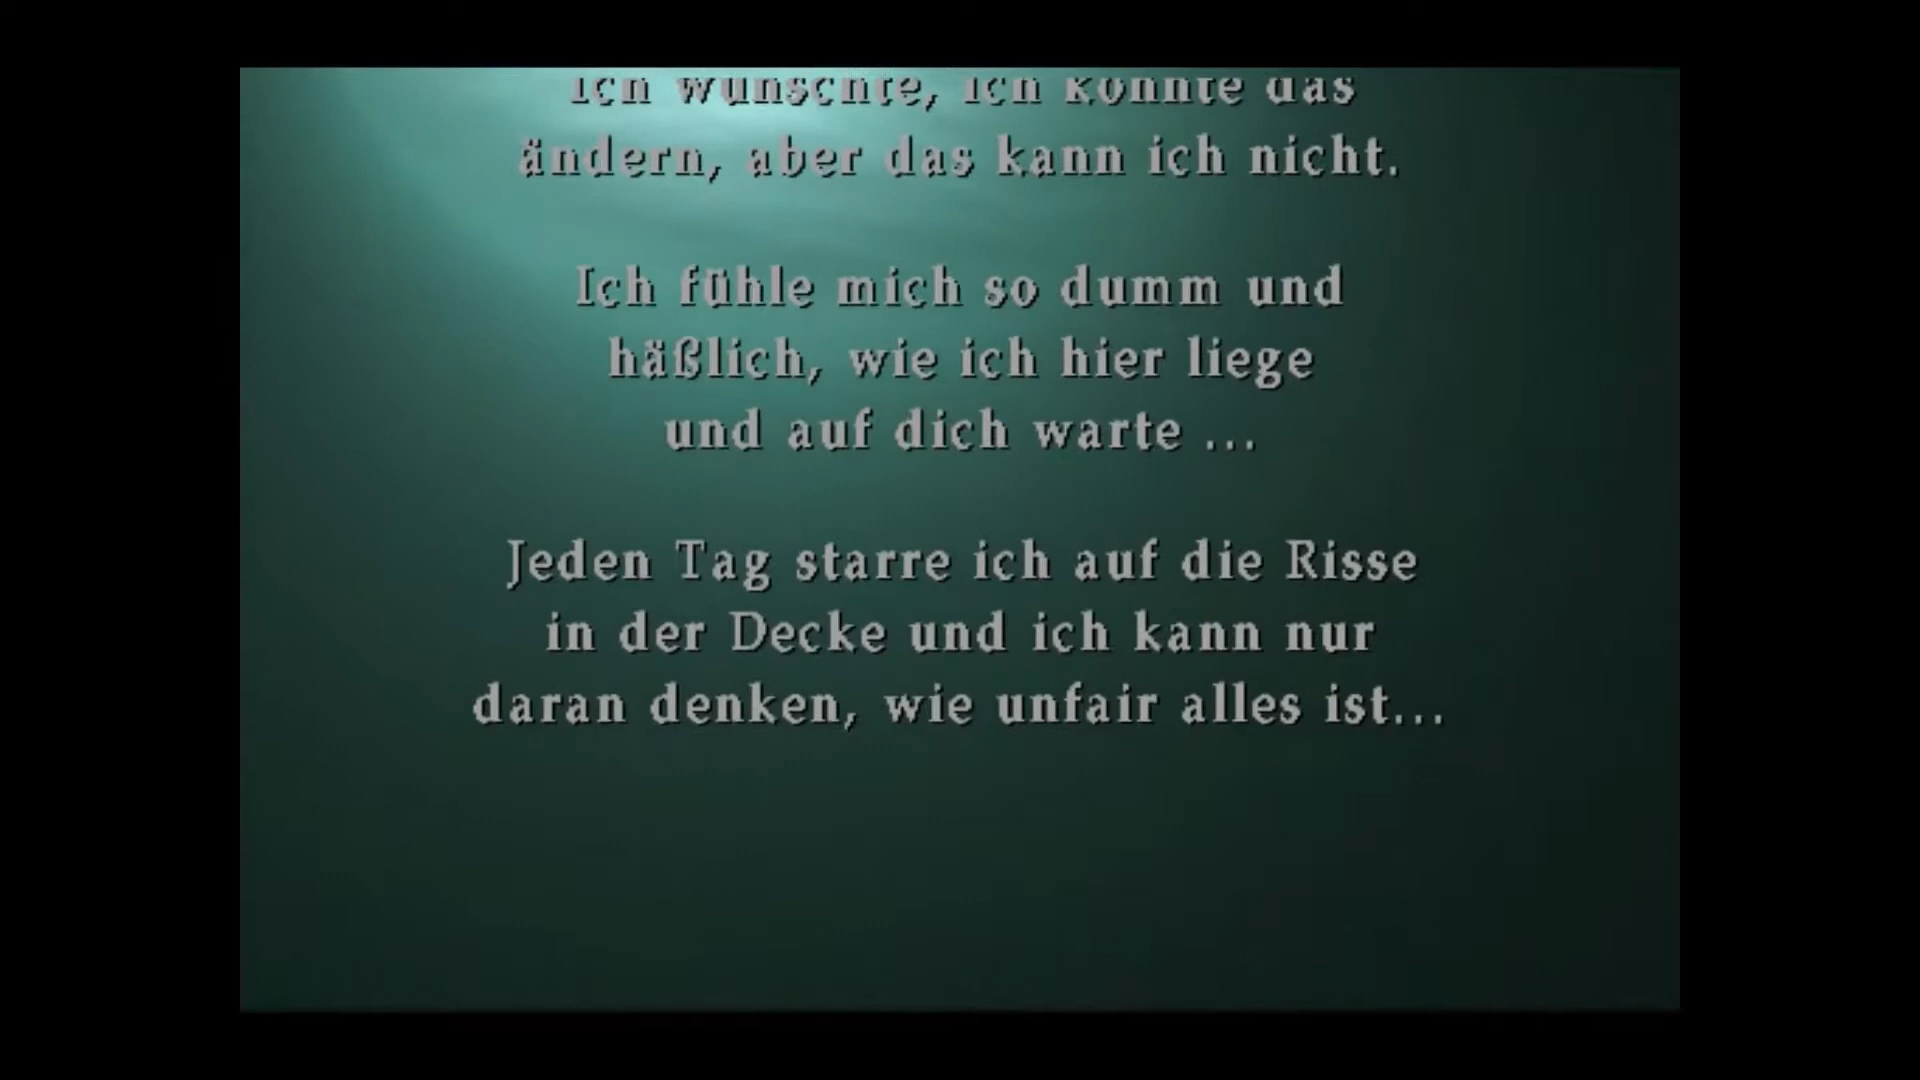 Ich wünschte, ich könnte das
ändern, aber das kann ich nicht.
Ich fühle mich so dumm und
häßlich, wie ich hier liege
und auf dich warte ...
Jeden Tag starre ich auf die Risse
in der Decke und ich kann nur
daran denken, wie unfair alles ist...